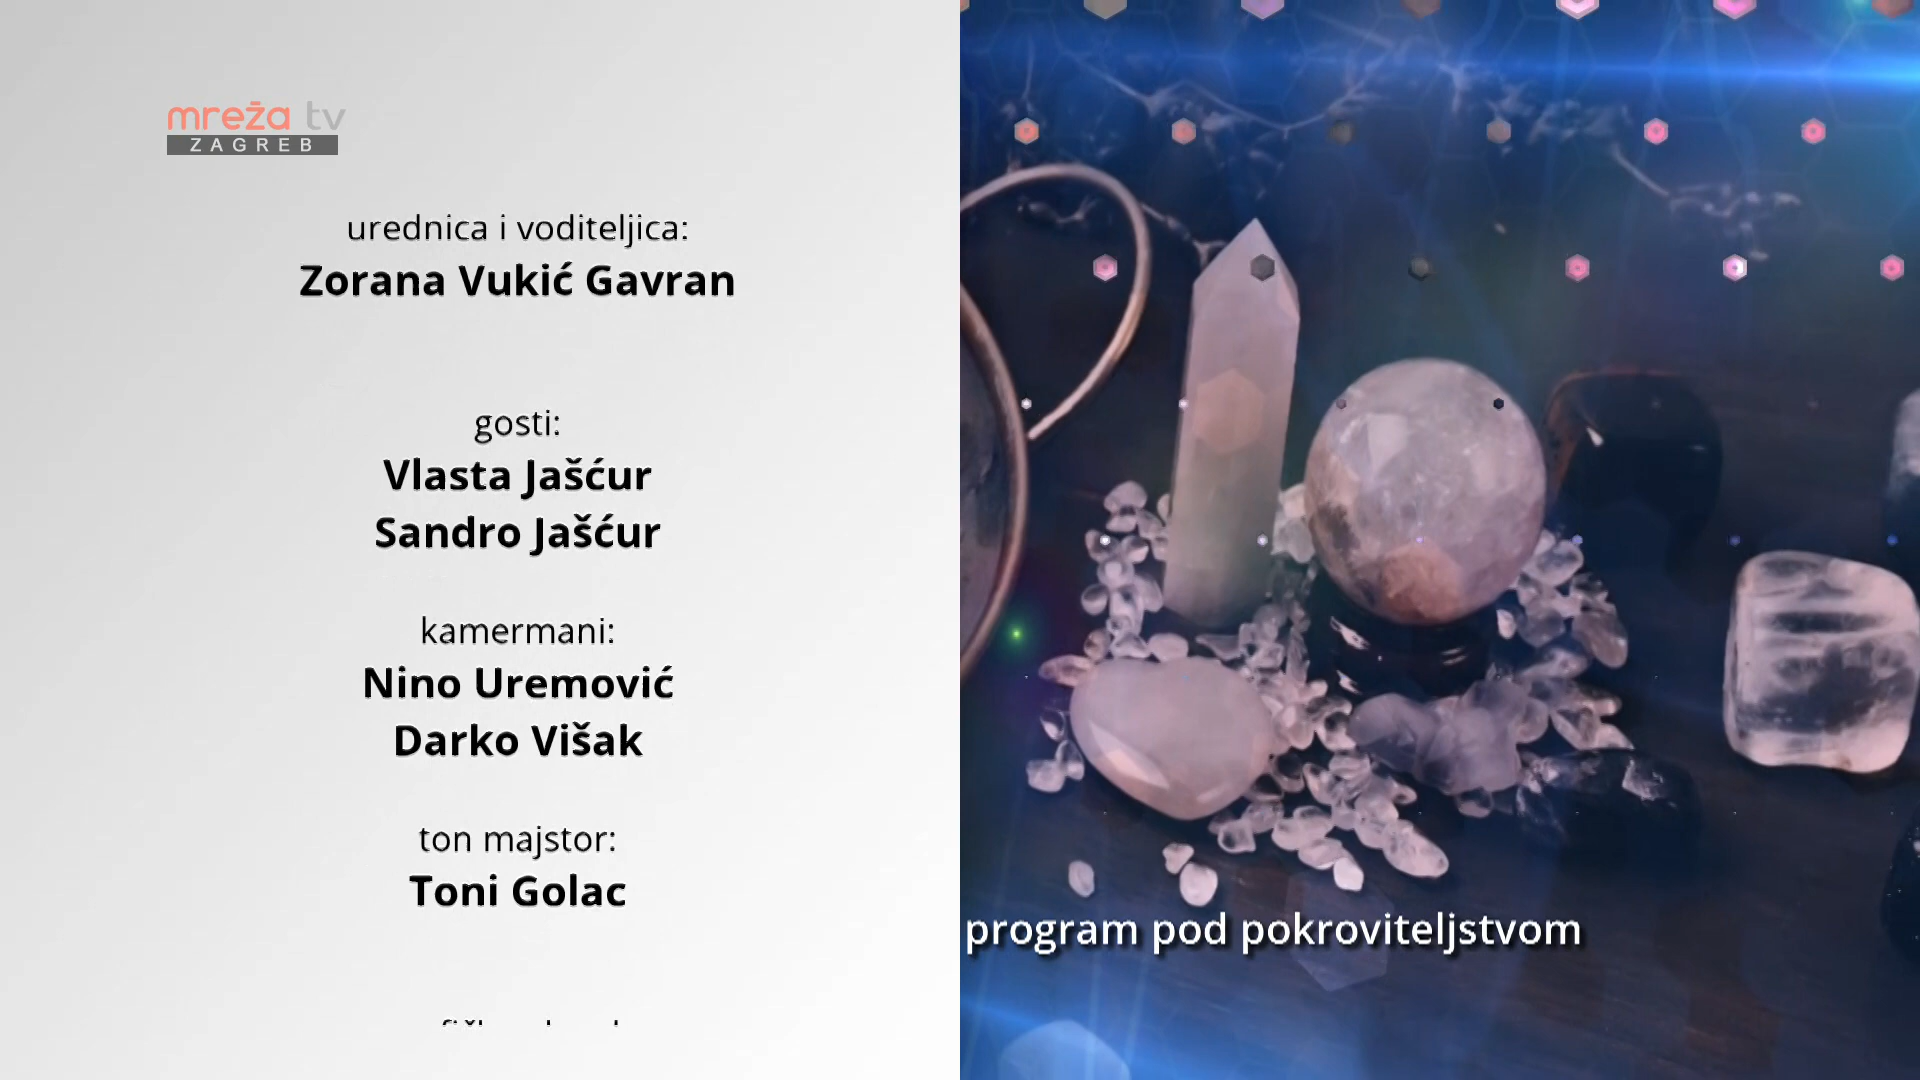 mreža tv
ZAGREB
urednica i voditeljica:
Zorana Vukić Gavran
gosti:
Vlasta Jašćur
Sandro Jašćur
kamermani:
Nino Uremović
Darko Višak
ton majstor:
Toni Golac
program pod pokroviteljstvom